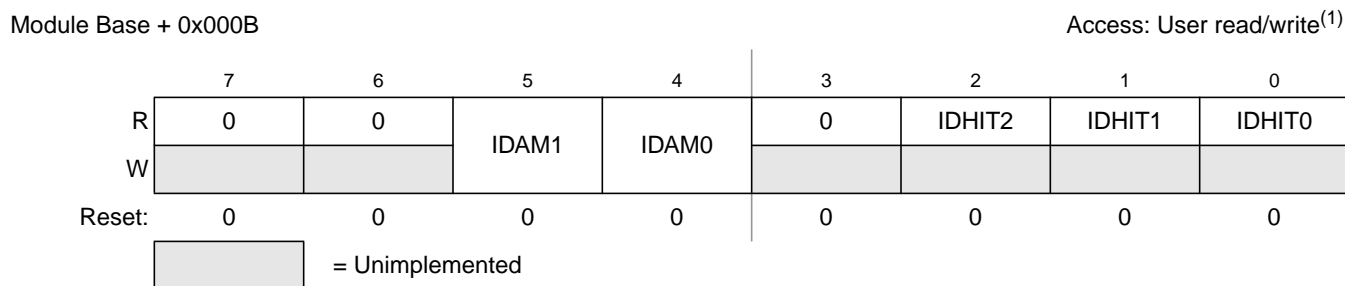 Module Base + 0x000B Access: User read/write(1)
7 6 5 4 3 2 1 0
R 0 0 IDAM1 IDAM0 0 IDHIT2 IDHIT1 IDHIT0
W
Reset: 0 0 0 0 0 0 0 0
= Unimplemented